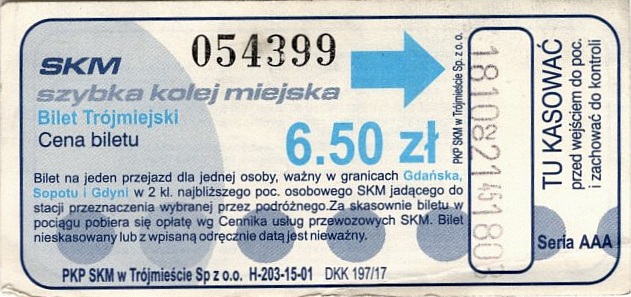 054399
SKM
szybka kolej miejska
Bilet Trójmiejski
Cena biletu
6.50 zł
Bilet na jeden przejazd dla jednej osoby, ważny w granicach Gdańska,
Sopotu i Gdyni w 2 kl. najbliższego poc. osobowego SKM jadącego do
stacji przeznaczenia wybranej przez podróżnego.Za skasownie biletu w
pociągu pobiera się opłatę wg Cennika usług przewozowych SKM. Bilet
nieskasowany lub z wpisaną odręcznie datą jest nieważny.
PKP SKM w Trójmieście Sp z o.o. H-203-15-01 DKK 197/17
PKP SKM w Trójmieście Sp. z o.o.
TU KASOWAĆ
przed wejściem do poc.
i zachować do kontroli
Seria AAA